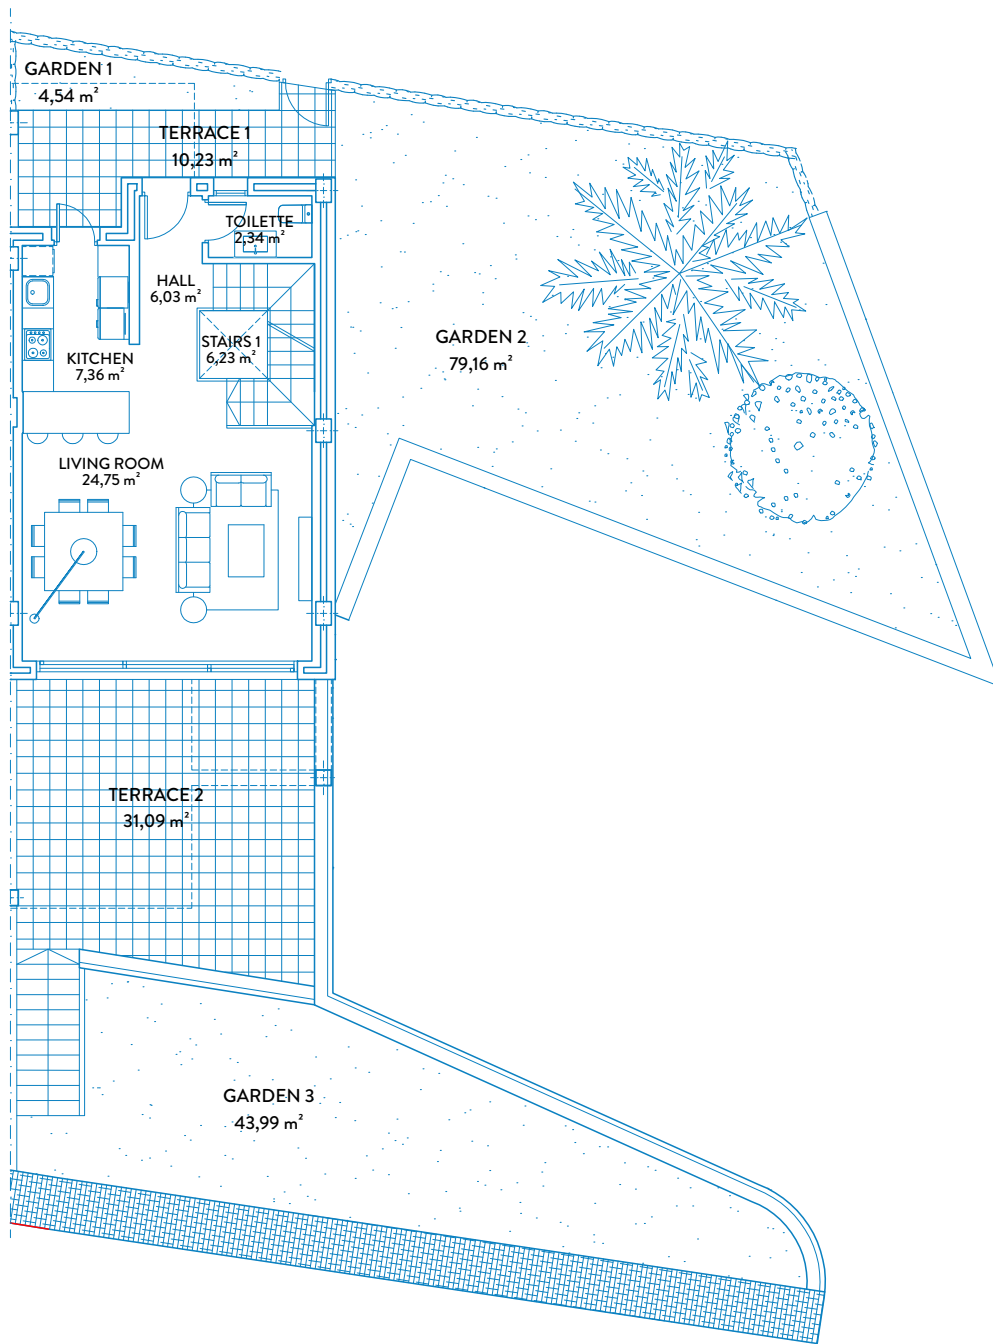 GARDEN 1
4,54 m²
TERRACE 1
10,23 m²
TOILETTE
2,34 m²
HALL
6,03 m²
STAIRS 1
6,23 m²
GARDEN 2
79,16 m²
KITCHEN
7,36 m²
LIVING ROOM
24,75 m²
TERRACE 2
31,09 m²
GARDEN 3
43,99 m²